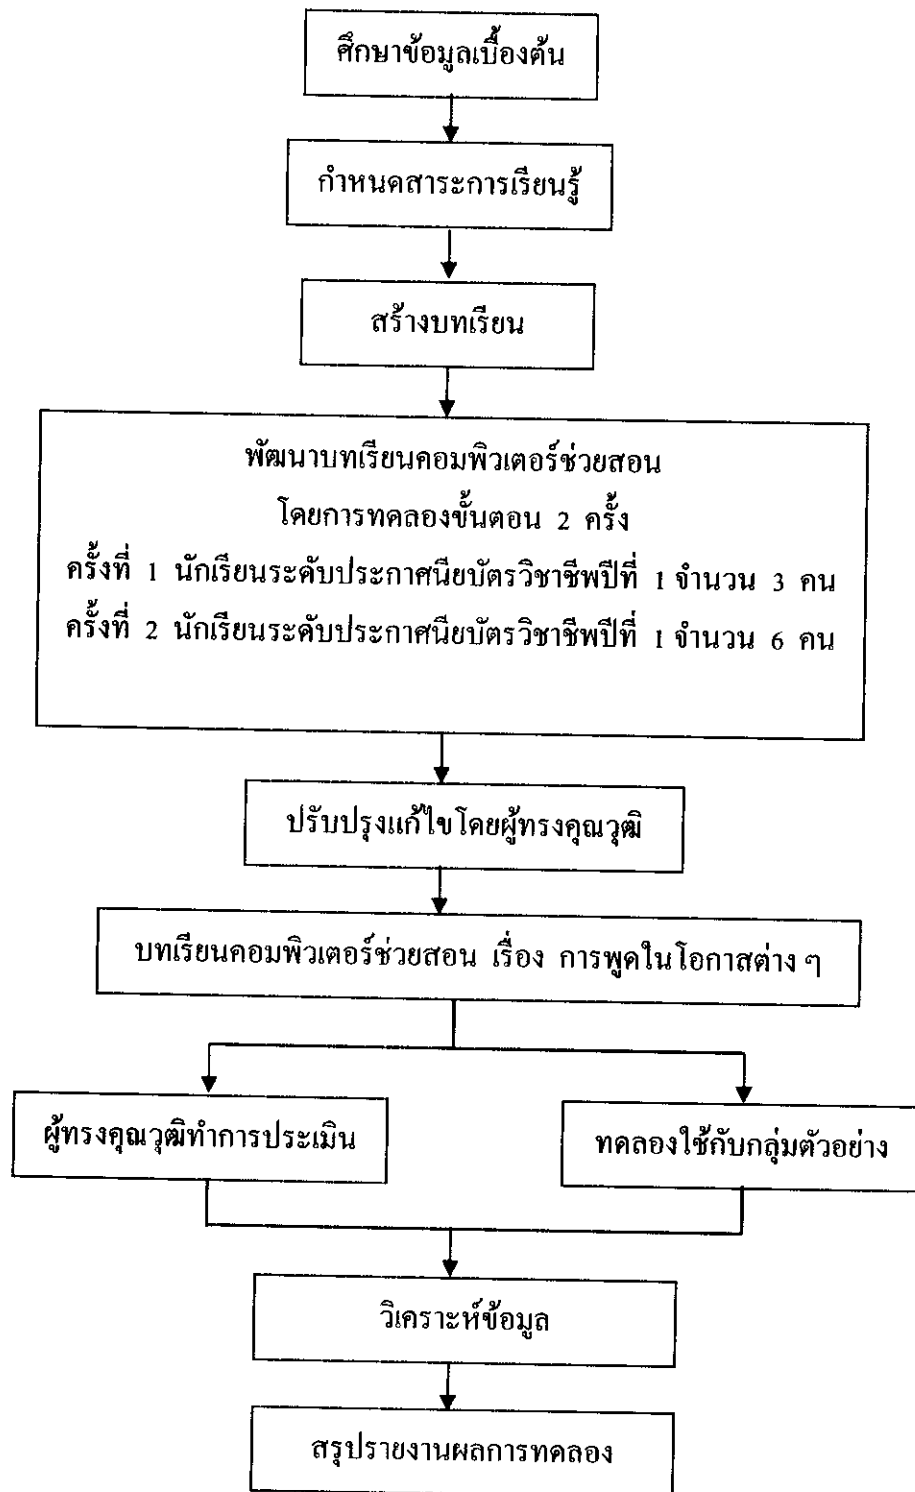 ศึกษาข้อมูลเบื้องต้น
กำหนดสาระการเรียนรู้
สร้างบทเรียน
พัฒนาบทเรียนคอมพิวเตอร์ช่วยสอน
โดยการทดลองขั้นตอน 2 ครั้ง
ครั้งที่ 1 นักเรียนระดับประกาศนียบัตรวิชาชีพปีที่ 1 จำนวน 3 คน
ครั้งที่ 2 นักเรียนระดับประกาศนียบัตรวิชาชีพปีที่ 1 จำนวน 6 คน
ปรับปรุงแก้ไขโดยผู้ทรงคุณวุฒิ
บทเรียนคอมพิวเตอร์ช่วยสอน เรื่อง การพูดในโอกาสต่าง ๆ
ผู้ทรงคุณวุฒิทำการประเมิน
ทดลองใช้กับกลุ่มตัวอย่าง
วิเคราะห์ข้อมูล
สรุปรายงานผลการทดลอง